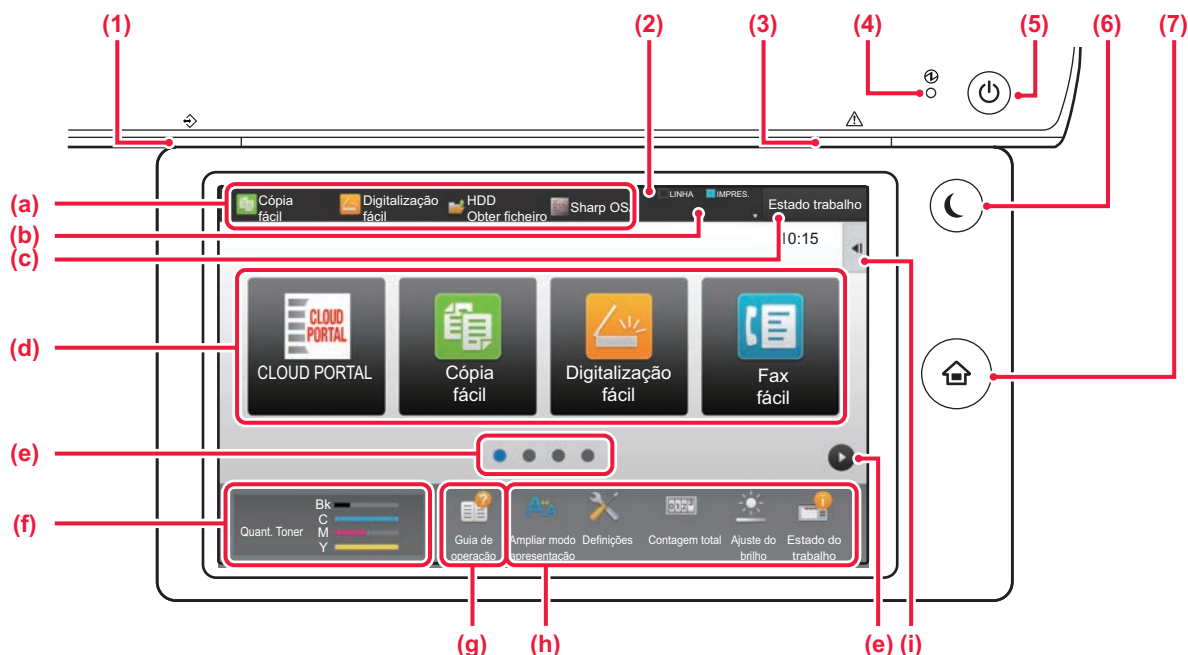 (1)
(2)
(3)
(4)
(5)
(6)
(7)
(a)
Cópia
fácil
Digitalização
fácil
HDD
Obter ficheiro
Sharp OS
LINHA
IMPRES.
Estado trabalho
(b)
(c)
10:15
(d)
CLOUD
PORTAL
CLOUD PORTAL
Cópia
fácil
Digitalização
fácil
Fax
fácil
(e)
(e)
(f)
Quant. Toner
Bk
C
M
Y
Guia de
operação
Ampliar modo
apresentação
Definições
Contagem total
Ajuste do
brilho
Estado do
trabalho
(g)
(h)
(e)
(i)